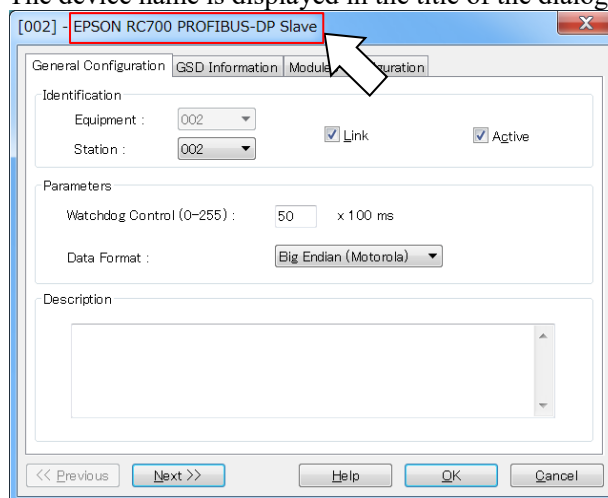 The device name is displayed in the title of the dialog
[002] - EPSON RC700 PROFIBUS-DP Slave
General Configuration GSD Information Module uration
Identification
Equipment : 002
Link Active
Station : 002
Parameters
Watchdog Control (0-255) : 50 x 100 ms
Data Format : Big Endian (Motorola)
Description
<< Previous Next >> Help OK Cancel